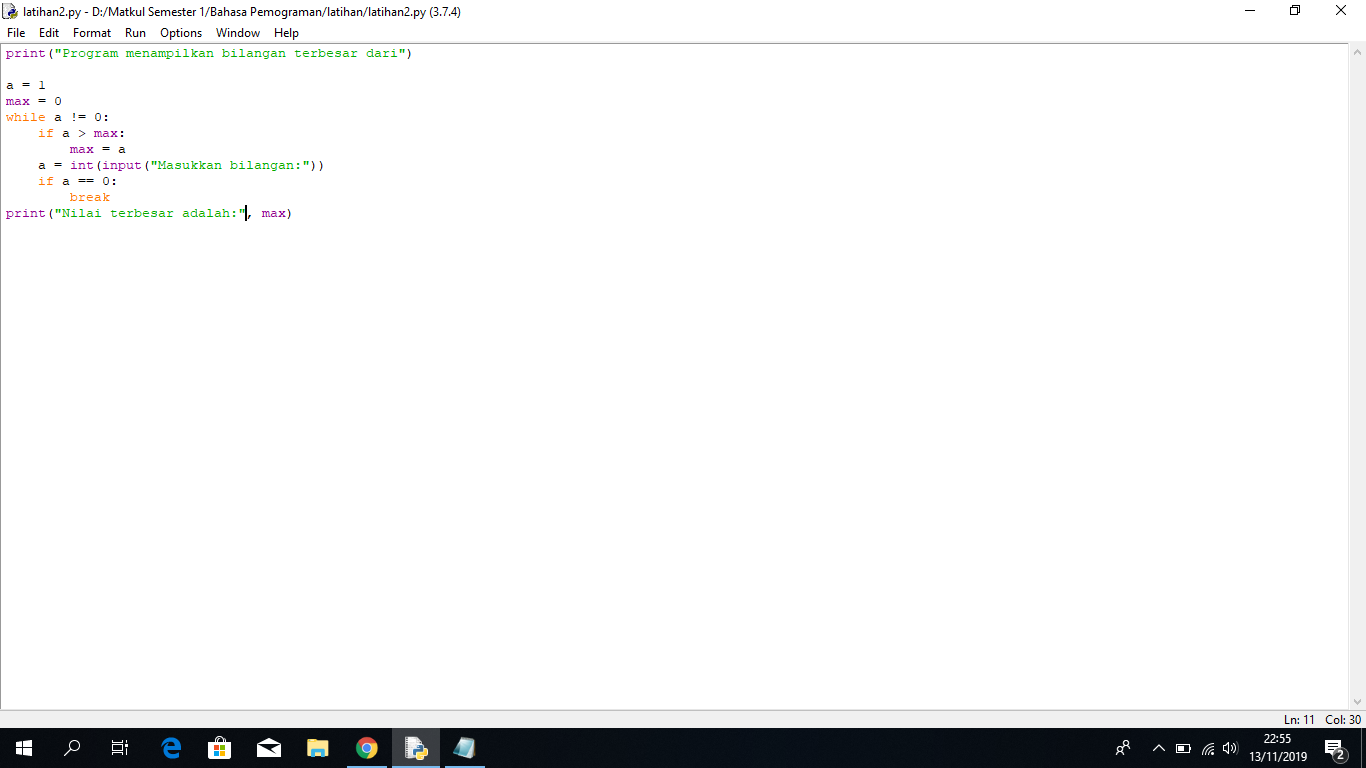 latihan2.py - D:/Matkul Semester 1/Bahasa Pemograman/latihan/latihan2.py (3.7.4)
File Edit Format Run Options Window Help
print("Program menampilkan bilangan terbesar dari")

a = 1
max = 0
while a != 0:
    if a > max:
        max = a
    a = int(input("Masukkan bilangan:"))
    if a == 0:
        break
print("Nilai terbesar adalah:", max)
Ln: 11 Col: 30
22:55
13/11/2019
2